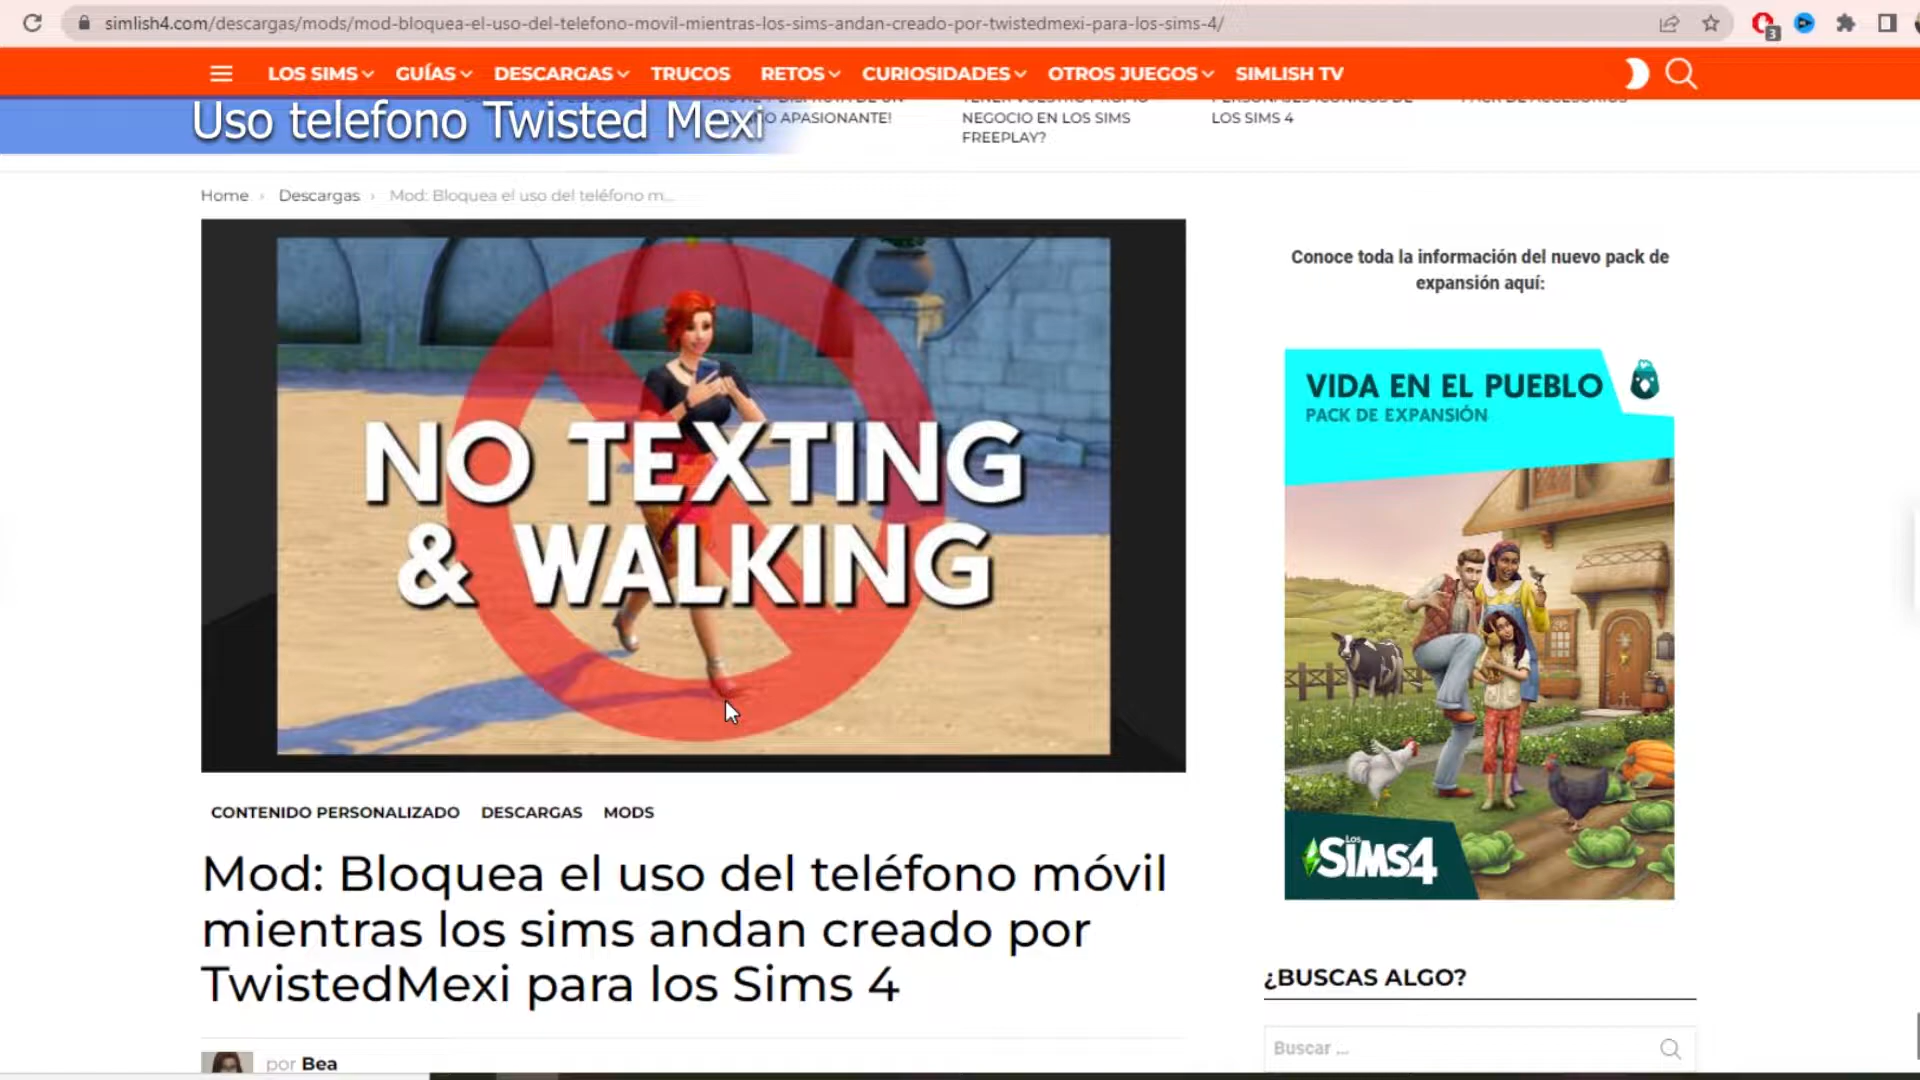 simlish4.com/descargas/mods/mod-bloquea-el-uso-del-telefono-movil-mientras-los-sims-andan-creado-por-twistedmexi-para-los-sims-4/
3
LOS SIMS GUÍAS DESCARGAS TRUCOS RETOS CURIOSIDADES OTROS JUEGOS SIMLISH TV
Uso telefono Twisted Mexi
APASIONANTE!
NEGOCIO EN LOS SIMS
FREEPLAY?
LOS SIMS 4
Home › Descargas › Mod: Bloquea el uso del teléfono m...
NO TEXTING
& WALKING
CONTENIDO PERSONALIZADO DESCARGAS MODS
Mod: Bloquea el uso del teléfono móvil
mientras los sims andan creado por
TwistedMexi para los Sims 4
por Bea
Conoce toda la información del nuevo pack de
expansión aquí:
VIDA EN EL PUEBLO
PACK DE EXPANSIÓN
Los
SIMS4
¿BUSCAS ALGO?
Buscar ...